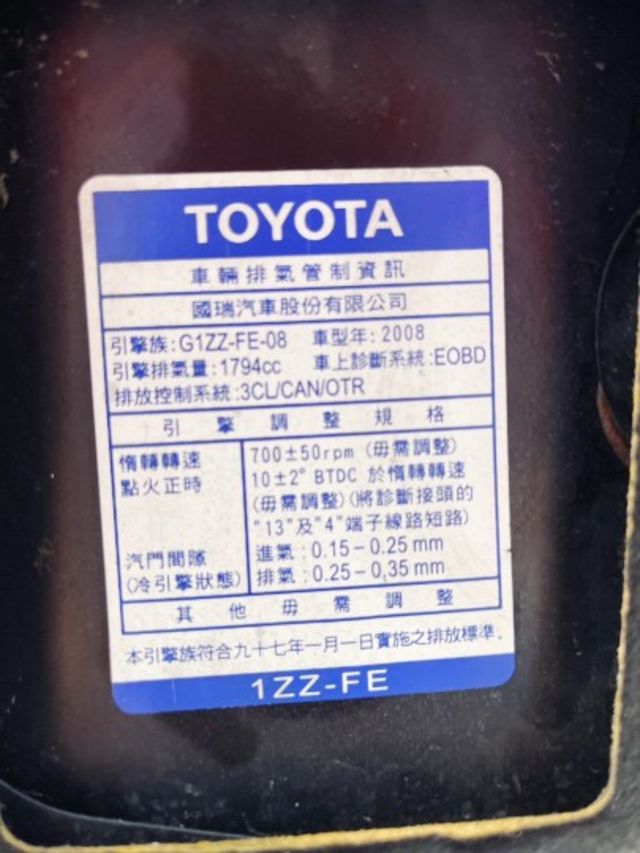 TOYOTA
車輛排氣管制資訊
國瑞汽車股份有限公司
引擎族:G1ZZ-FE-08 車型年:2008
引擎排氣量:1794cc 車上診斷系統:EOBD
排放控制系統:3CL/CAN/OTR
引擎調整規格
惰轉轉速 700±50rpm (毋需調整)
點火正時 10±2° BTDC 於惰轉轉速
(毋需調整)(將診斷接頭的
"13"及"4"端子線路短路)
汽門間隙 進氣:0.15-0.25mm
(冷引擎狀態) 排氣:0.25-0.35mm
其他毋需調整
本引擎族符合九十七年一月一日實施之排放標準.
1ZZ-FE